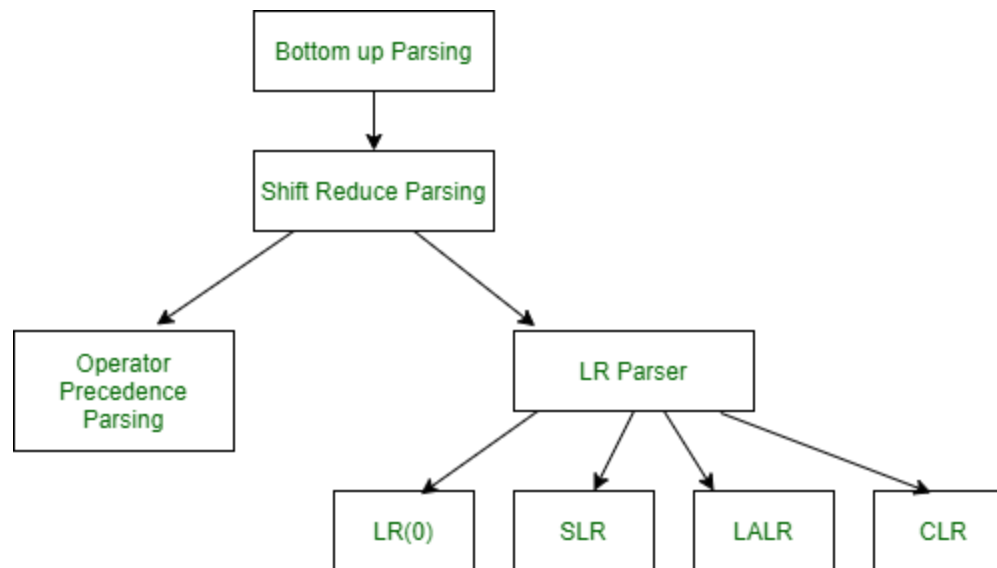 Bottom up Parsing
Shift Reduce Parsing
Operator
Precedence
Parsing
LR Parser
LR(0)
SLR
LALR
CLR